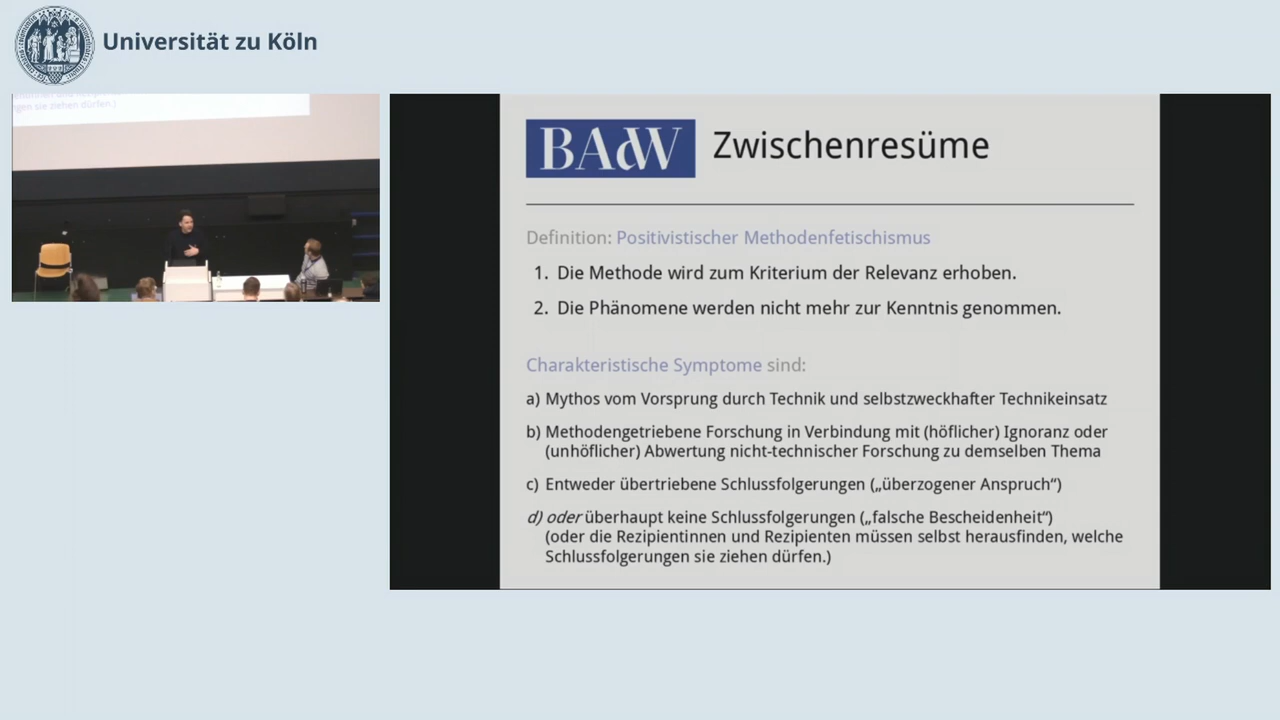 Universität zu Köln
gen sie ziehen dürfen.)
BAdW
Zwischenresüme
Definition: Positivistischer Methodenfetischismus
1. Die Methode wird zum Kriterium der Relevanz erhoben.
2. Die Phänomene werden nicht mehr zur Kenntnis genommen.
Charakteristische Symptome sind:
a) Mythos vom Vorsprung durch Technik und selbstzweckhafter Technikeinsatz
b) Methodengetriebene Forschung in Verbindung mit (höflicher) Ignoranz oder
(unhöflicher) Abwertung nicht-technischer Forschung zu demselben Thema
c) Entweder übertriebene Schlussfolgerungen („überzogener Anspruch“)
d) oder überhaupt keine Schlussfolgerungen („falsche Bescheidenheit“)
(oder die Rezipientinnen und Rezipienten müssen selbst herausfinden, welche
Schlussfolgerungen sie ziehen dürfen.)